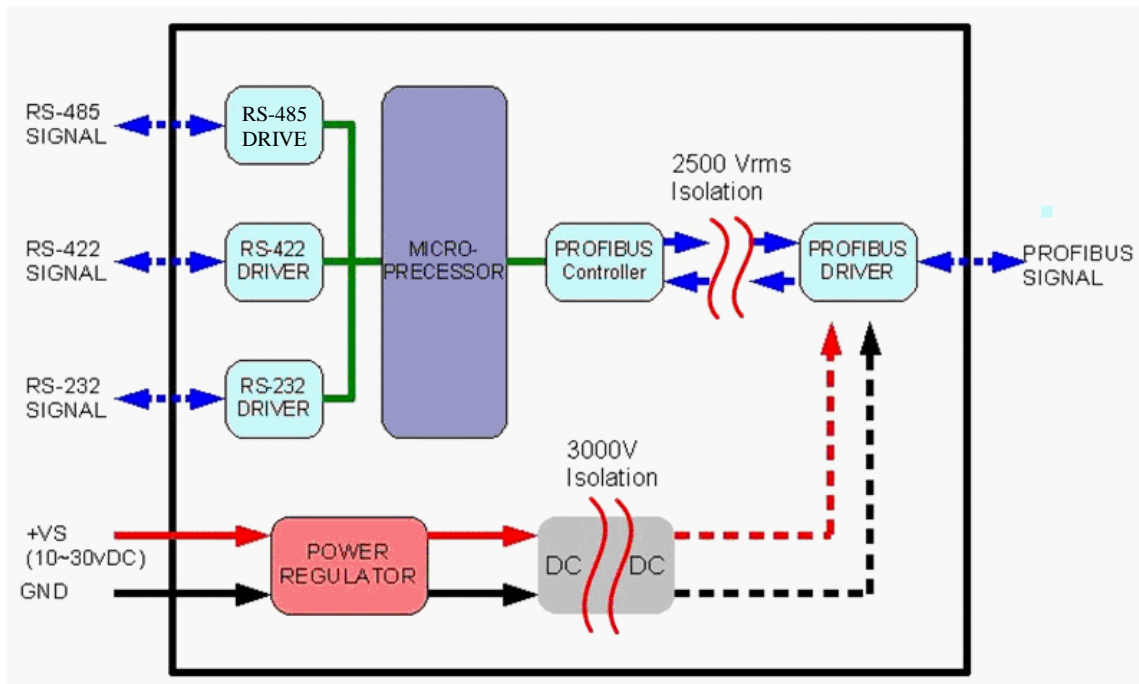 RS-485
SIGNAL
RS-485
DRIVE
2500 Vrms
Isolation
RS-422
SIGNAL
RS-422
DRIVER
MICRO-
PRECESSOR
PROFIBUS
Controller
PROFIBUS
DRIVER
PROFIBUS
SIGNAL
RS-232
SIGNAL
RS-232
DRIVER
3000V
Isolation
+VS
(10~30vDC)
GND
POWER
REGULATOR
DC
DC